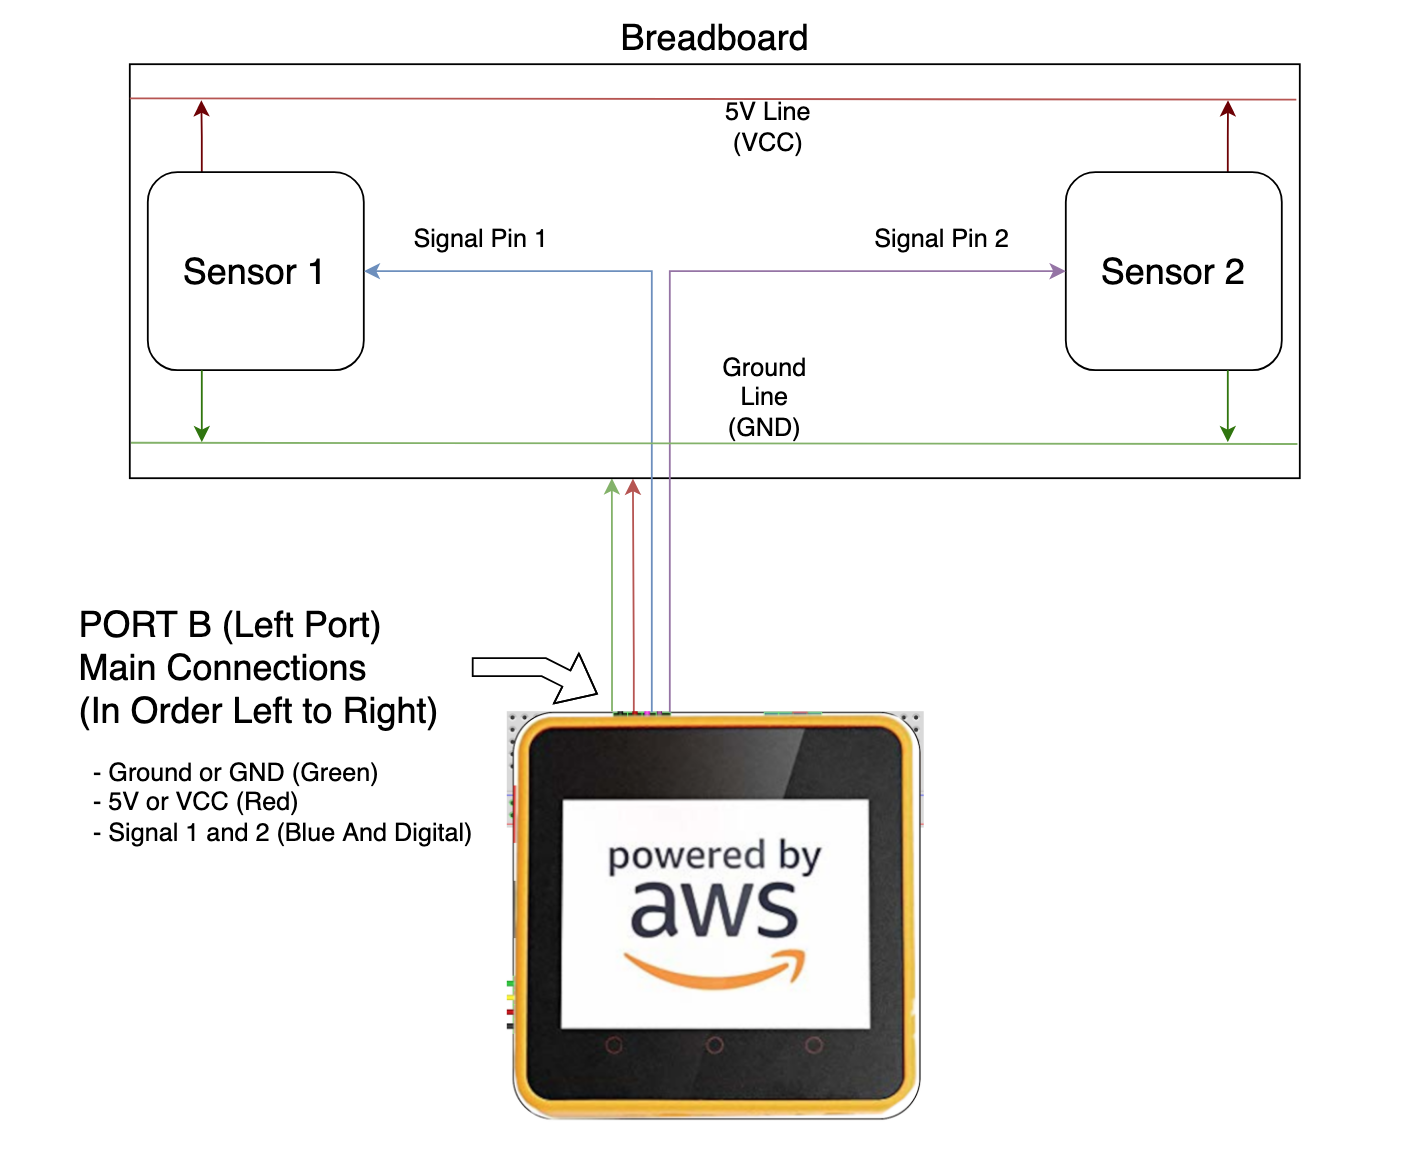 Breadboard
5V Line
(VCC)
Signal Pin 1
Signal Pin 2
Sensor 1
Sensor 2
Ground
Line
(GND)
PORT B (Left Port)
Main Connections
(In Order Left to Right)
- Ground or GND (Green)
- 5V or VCC (Red)
- Signal 1 and 2 (Blue And Digital)
powered by
aws